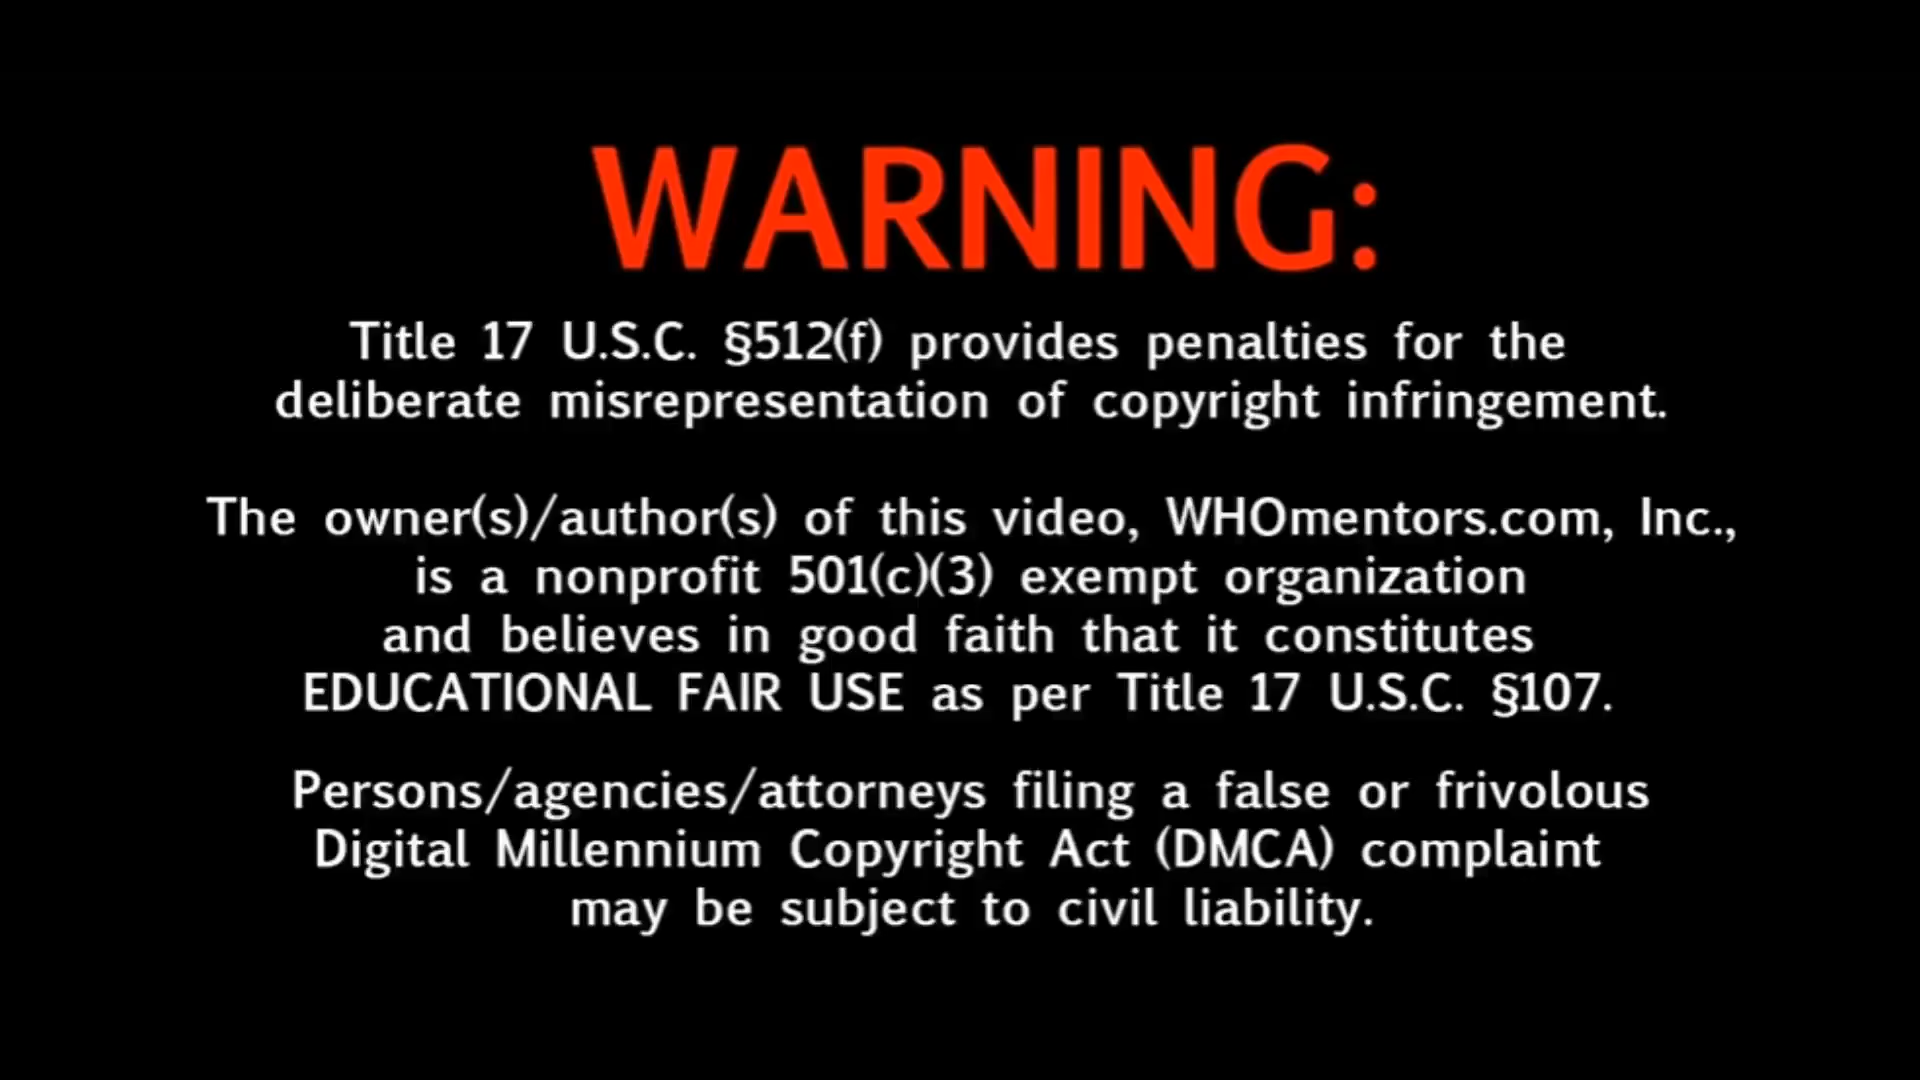 WARNING:
Title 17 U.S.C. §512(f) provides penalties for the
deliberate misrepresentation of copyright infringement.
The owner(s)/author(s) of this video, WHOmentors.com, Inc.,
is a nonprofit 501(c)(3) exempt organization
and believes in good faith that it constitutes
EDUCATIONAL FAIR USE as per Title 17 U.S.C. §107.
Persons/agencies/attorneys filing a false or frivolous
Digital Millennium Copyright Act (DMCA) complaint
may be subject to civil liability.